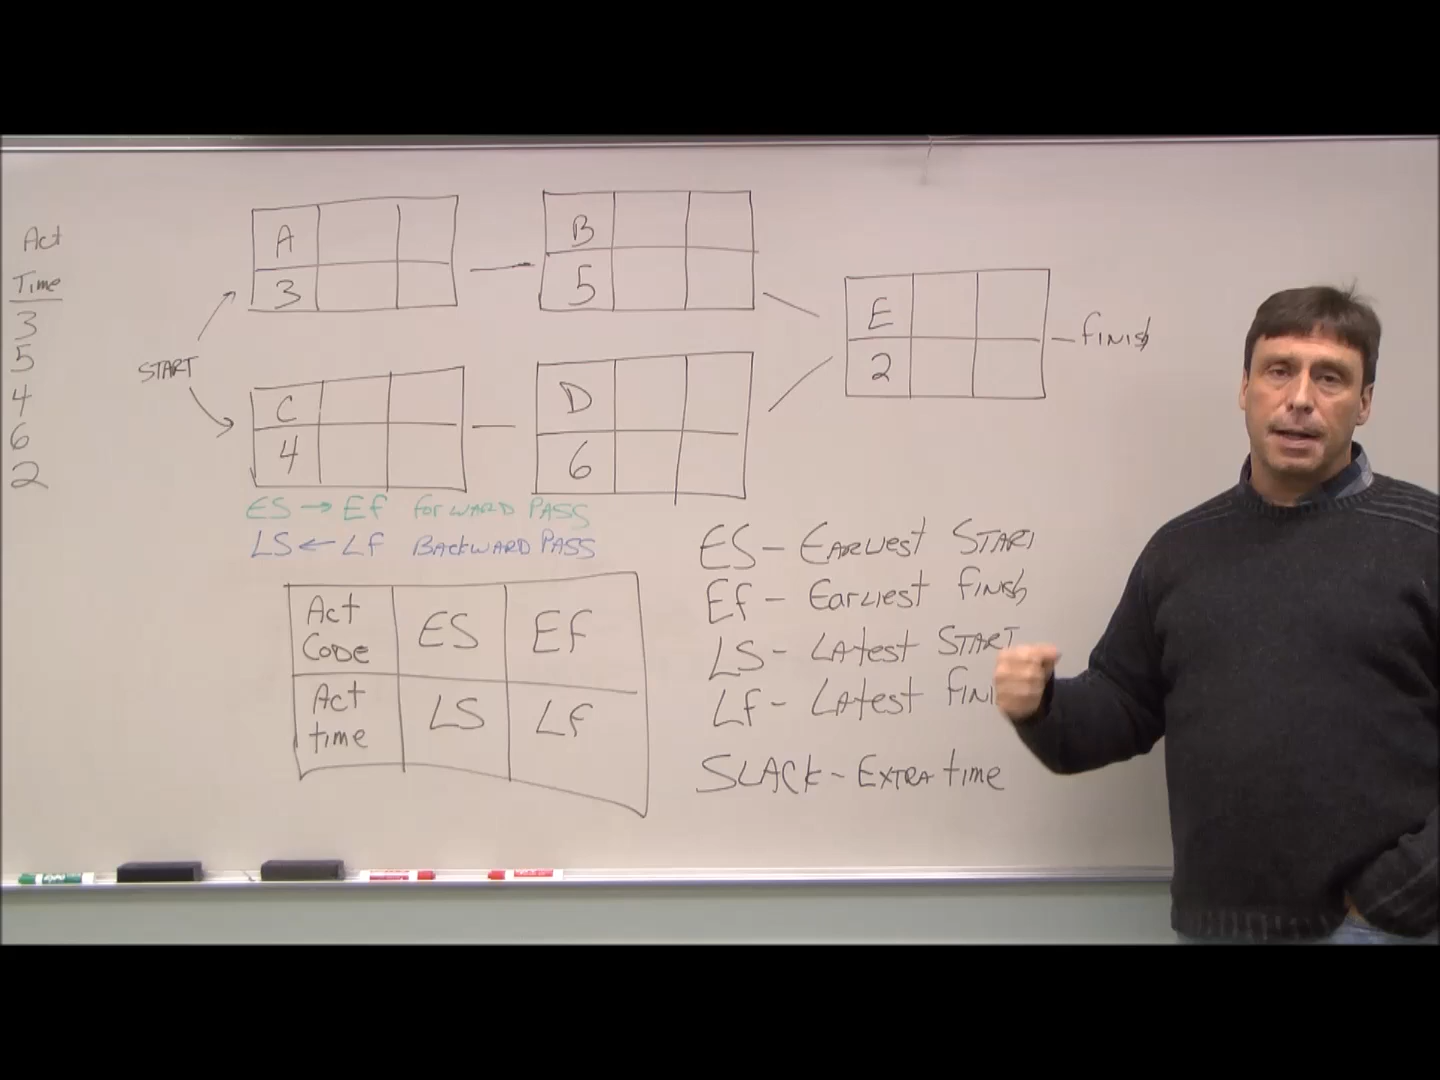 Act
Time
3
5
4
6
2
START
A
3
B
5
C
4
D
6
E
2
Finish
ES → EF Forward Pass
LS ← LF Backward Pass
Act Code
ES
EF
Act time
LS
LF
ES - Earliest Start
EF - Earliest Finish
LS - Latest Start
LF - Latest Fini
Slack - Extra time